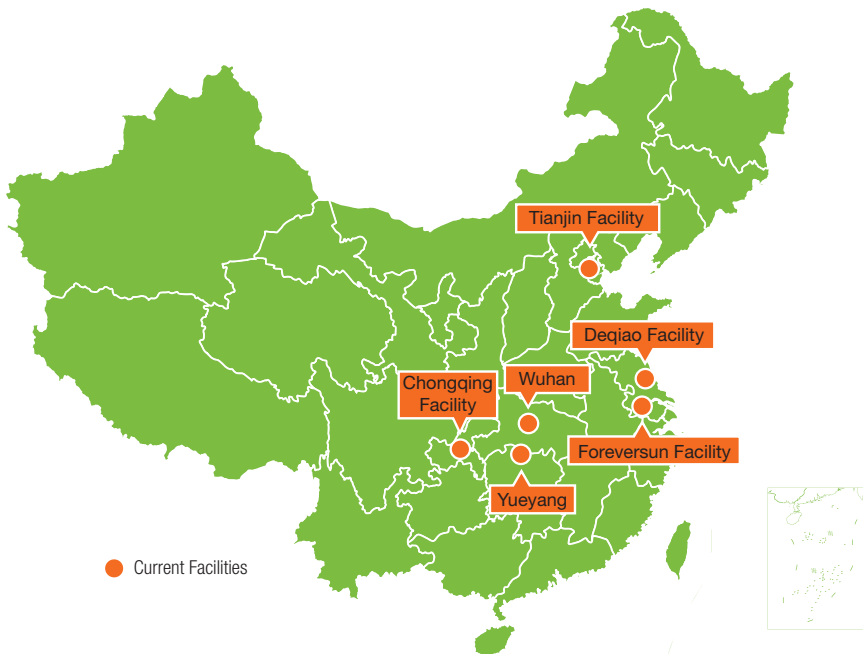 Tianjin Facility
Deqiao Facility
Chongqing
Facility
Wuhan
Foreversun Facility
Yueyang
Current Facilities